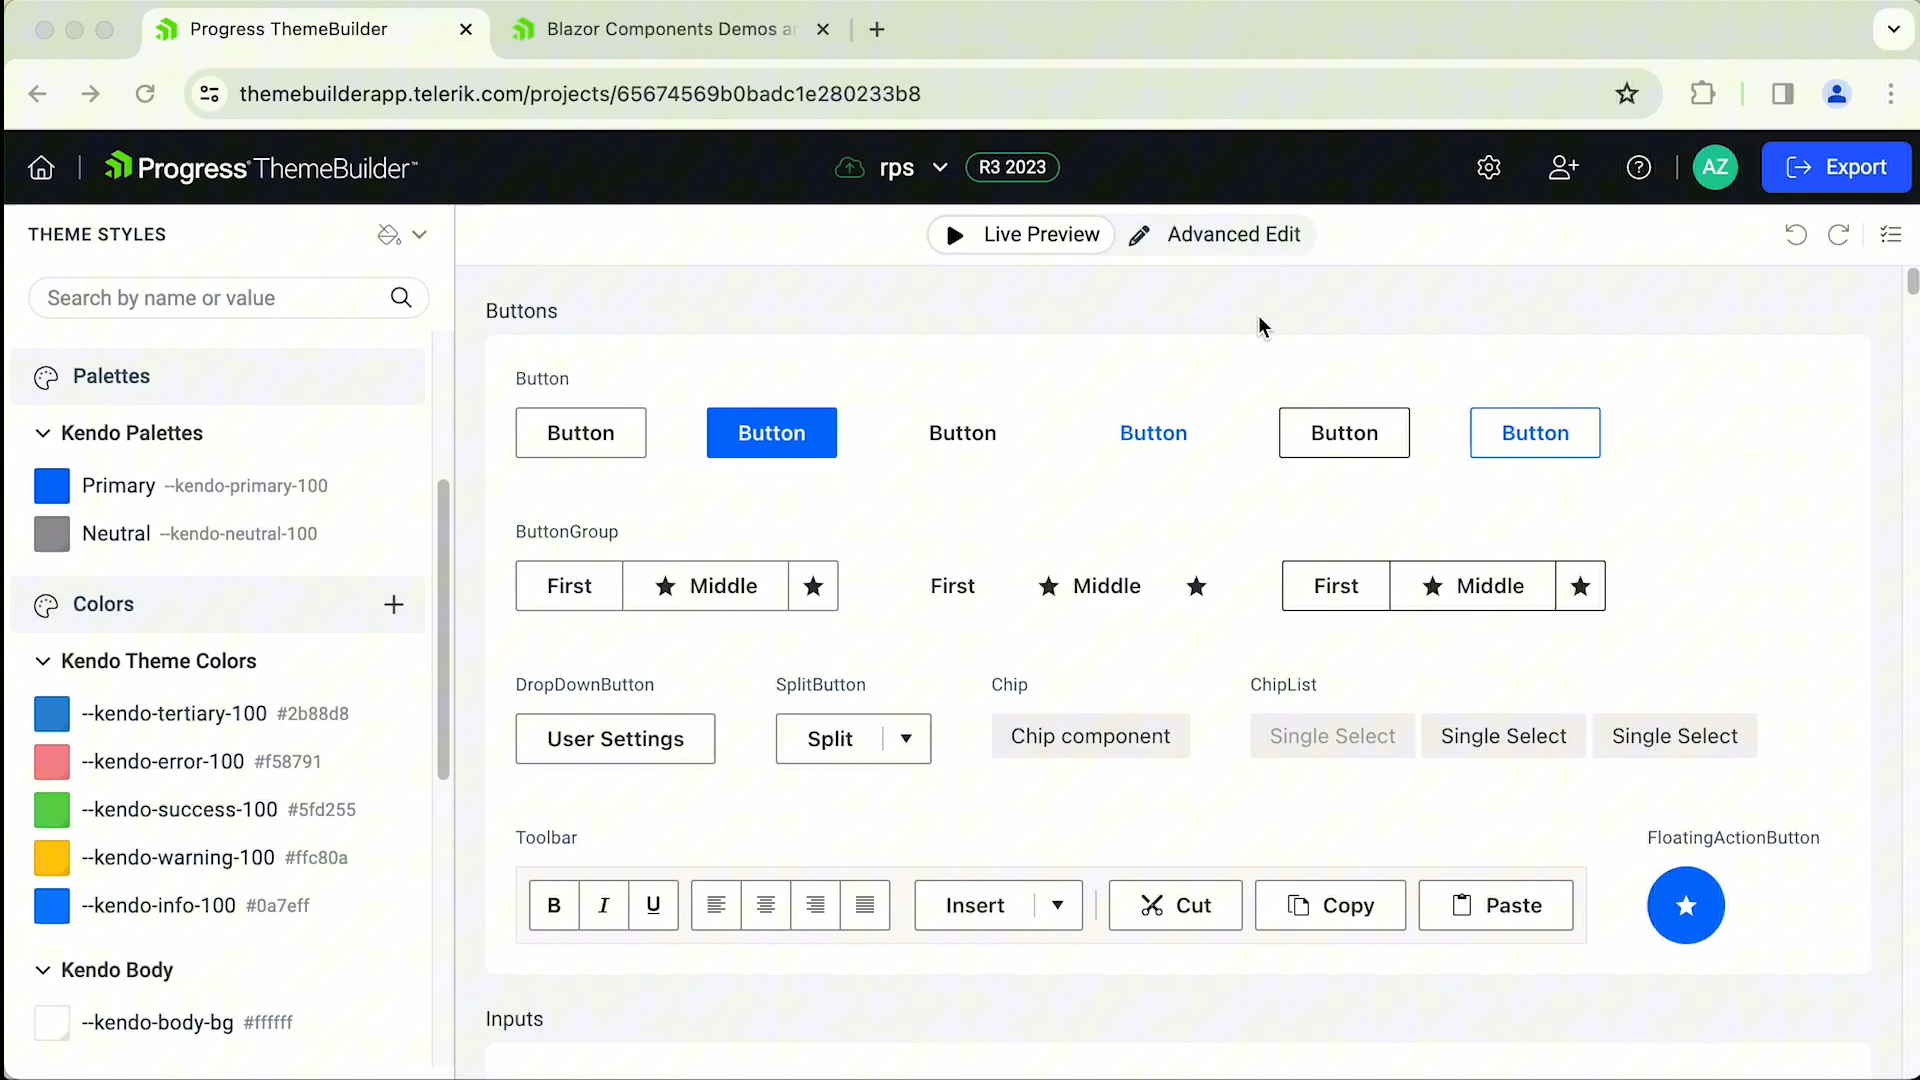 Progress ThemeBuilder
Blazor Components Demos a
themebuilderapp.telerik.com/projects/65674569b0badc1e280233b8
Progress® ThemeBuilder™
rps
R3 2023
AZ
Export
THEME STYLES
Live Preview
Advanced Edit
Search by name or value
Palettes
Kendo Palettes
Primary --kendo-primary-100
Neutral --kendo-neutral-100
Colors
Kendo Theme Colors
--kendo-tertiary-100 #2b88d8
--kendo-error-100 #f58791
--kendo-success-100 #5fd255
--kendo-warning-100 #ffc80a
--kendo-info-100 #0a7eff
Kendo Body
--kendo-body-bg #ffffff
Buttons
Button
Button Button Button Button Button Button
ButtonGroup
First Middle First Middle First Middle
DropDownButton SplitButton Chip ChipList
User Settings Split Chip component Single Select Single Select Single Select
Toolbar FloatingActionButton
B I U Insert Cut Copy Paste
Inputs